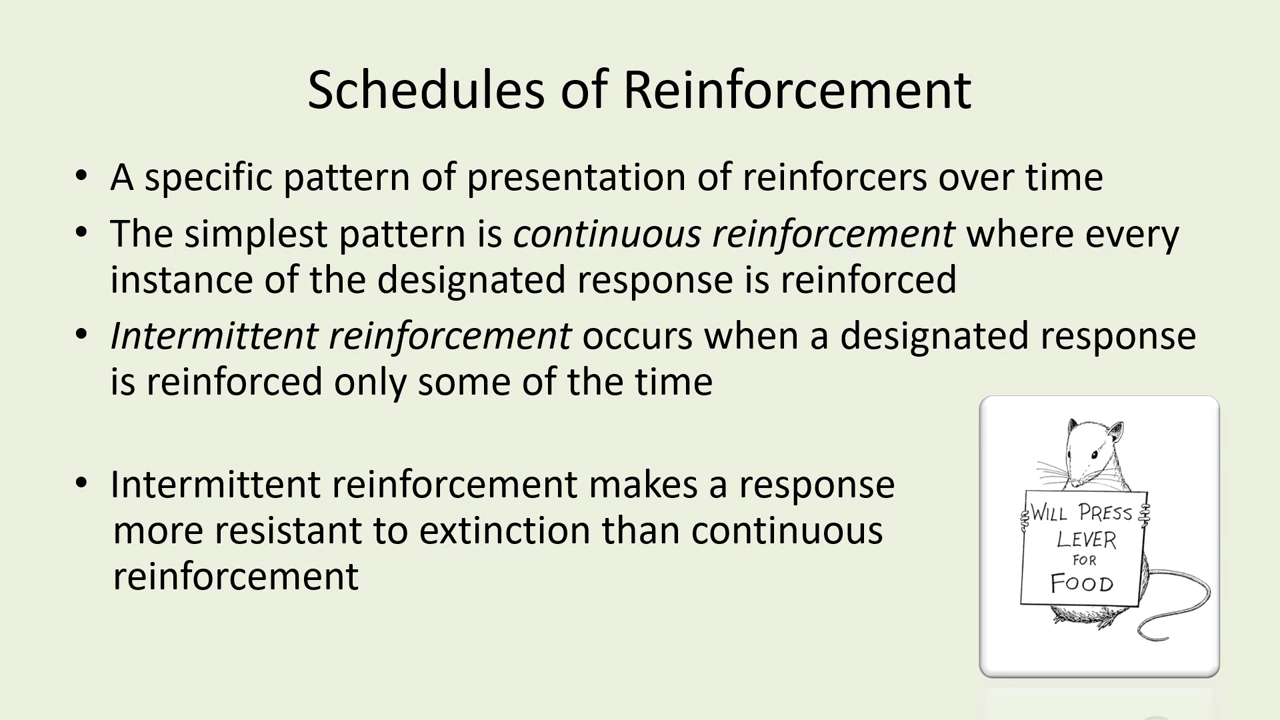 Schedules of Reinforcement
• A specific pattern of presentation of reinforcers over time
• The simplest pattern is continuous reinforcement where every
instance of the designated response is reinforced
• Intermittent reinforcement occurs when a designated response
is reinforced only some of the time
• Intermittent reinforcement makes a response
more resistant to extinction than continuous
reinforcement
WILL PRESS
LEVER
FOR
FOOD